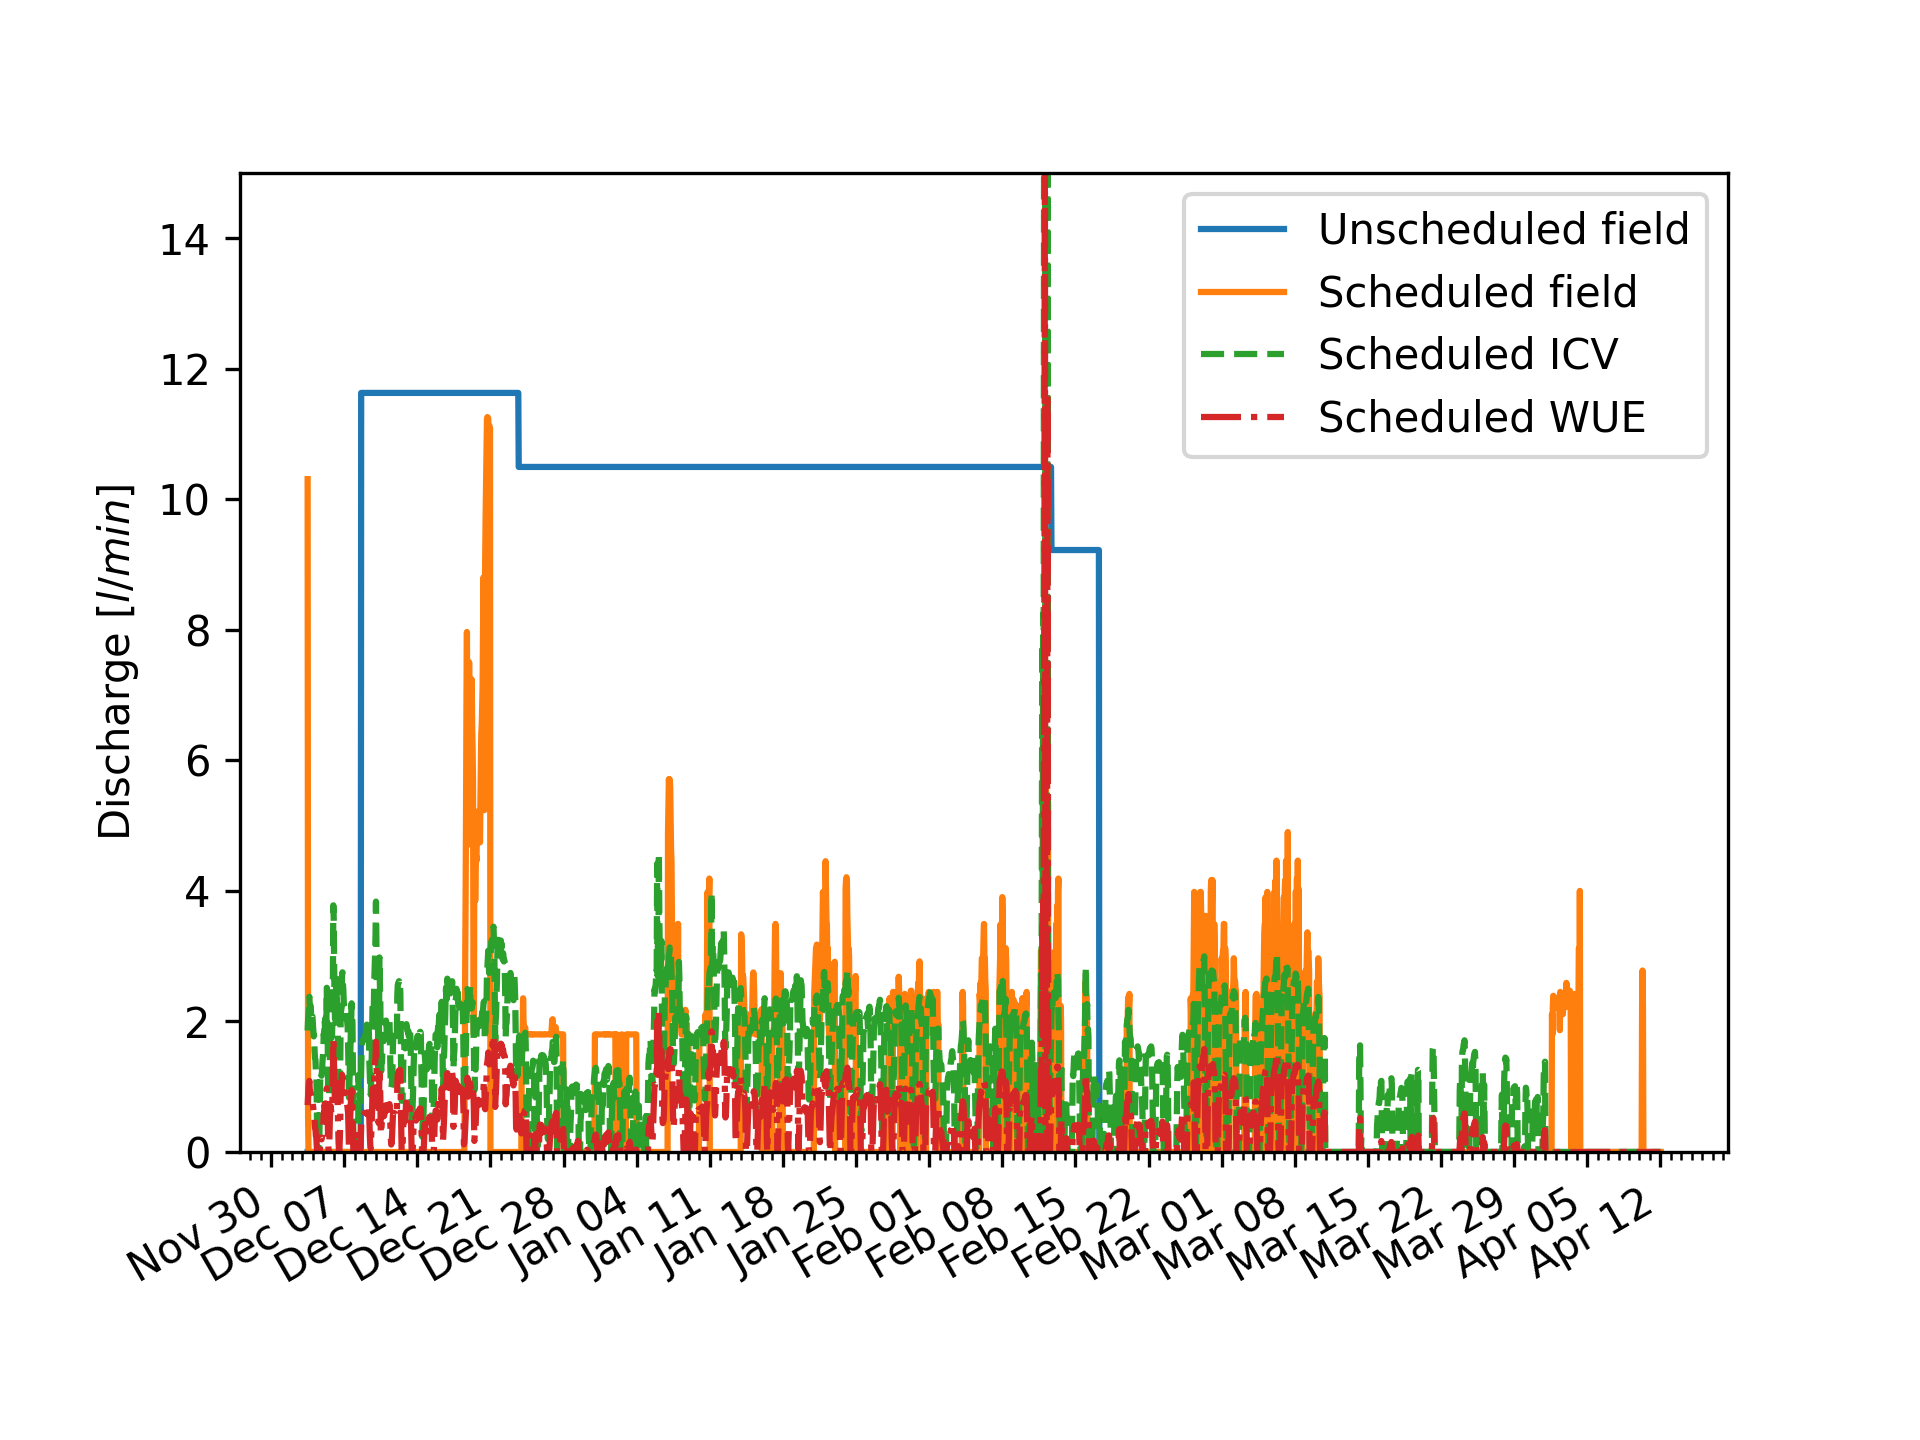 Unscheduled field
Scheduled field
Scheduled ICV
Scheduled WUE
Discharge [l/min]
14
12
10
8
6
4
2
0
Nov 30
Dec 07
Dec 14
Dec 21
Dec 28
Jan 04
Jan 11
Jan 18
Jan 25
Feb 01
Feb 08
Feb 15
Feb 22
Mar 01
Mar 08
Mar 15
Mar 22
Mar 29
Apr 05
Apr 12